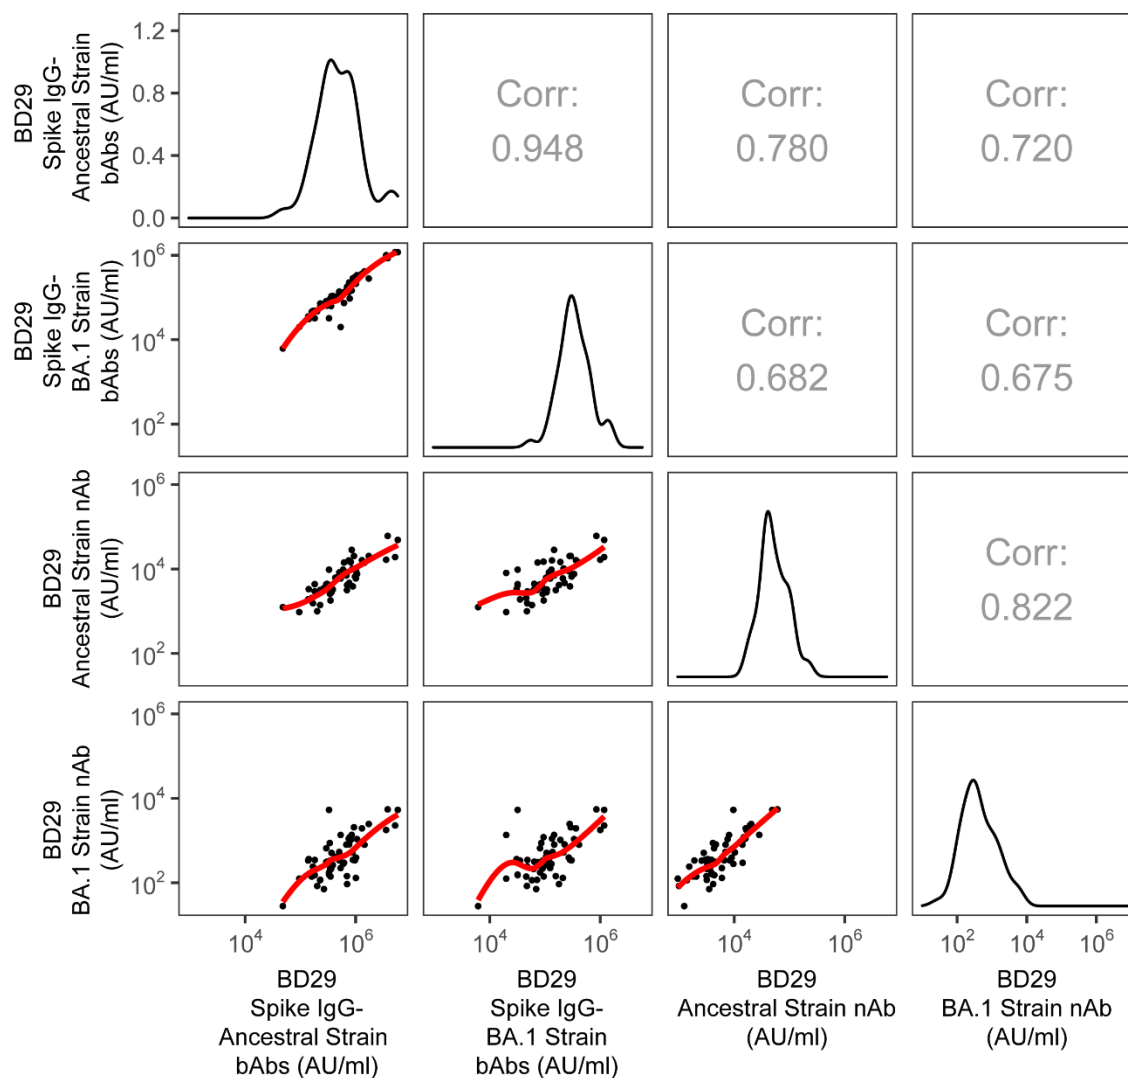 BD29
Spike IgG-
Ancestral Strain
bAbs (AU/ml)
1.2
0.8
0.4
0.0
Corr:
0.948
Corr:
0.780
Corr:
0.720
BD29
Spike IgG-
BA.1 Strain
bAbs (AU/ml)
10^6
10^4
10^2
Corr:
0.682
Corr:
0.675
BD29
Ancestral Strain nAb
(AU/ml)
10^6
10^4
10^2
Corr:
0.822
BD29
BA.1 Strain nAb
(AU/ml)
10^6
10^4
10^2
10^4 10^6
10^4 10^6
10^4 10^6
10^2 10^4 10^6
BD29
Spike IgG-
Ancestral Strain
bAbs (AU/ml)
BD29
Spike IgG-
BA.1 Strain
bAbs (AU/ml)
BD29
Ancestral Strain nAb
(AU/ml)
BD29
BA.1 Strain nAb
(AU/ml)